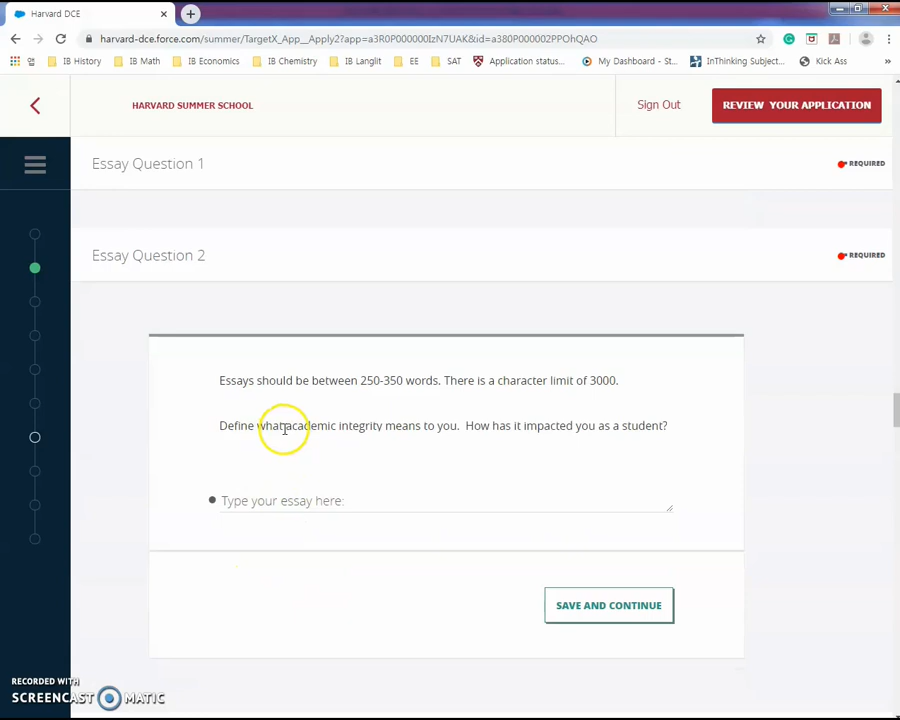 Harvard DCE
harvard-dce.force.com/summer/TargetX_App__Apply2?app=a3R0P000000IzN7UAK&id=a380P000002PPOhQAO
앱 IB History IB Math IB Economics IB Chemistry IB Langlit EE SAT Application status... My Dashboard - St... InThinking Subject... Kick Ass »
HARVARD SUMMER SCHOOL
Sign Out
REVIEW YOUR APPLICATION
Essay Question 1
REQUIRED
Essay Question 2
REQUIRED
Essays should be between 250-350 words. There is a character limit of 3000.
Define what academic integrity means to you. How has it impacted you as a student?
Type your essay here:
SAVE AND CONTINUE
RECORDED WITH
SCREENCAST MATIC